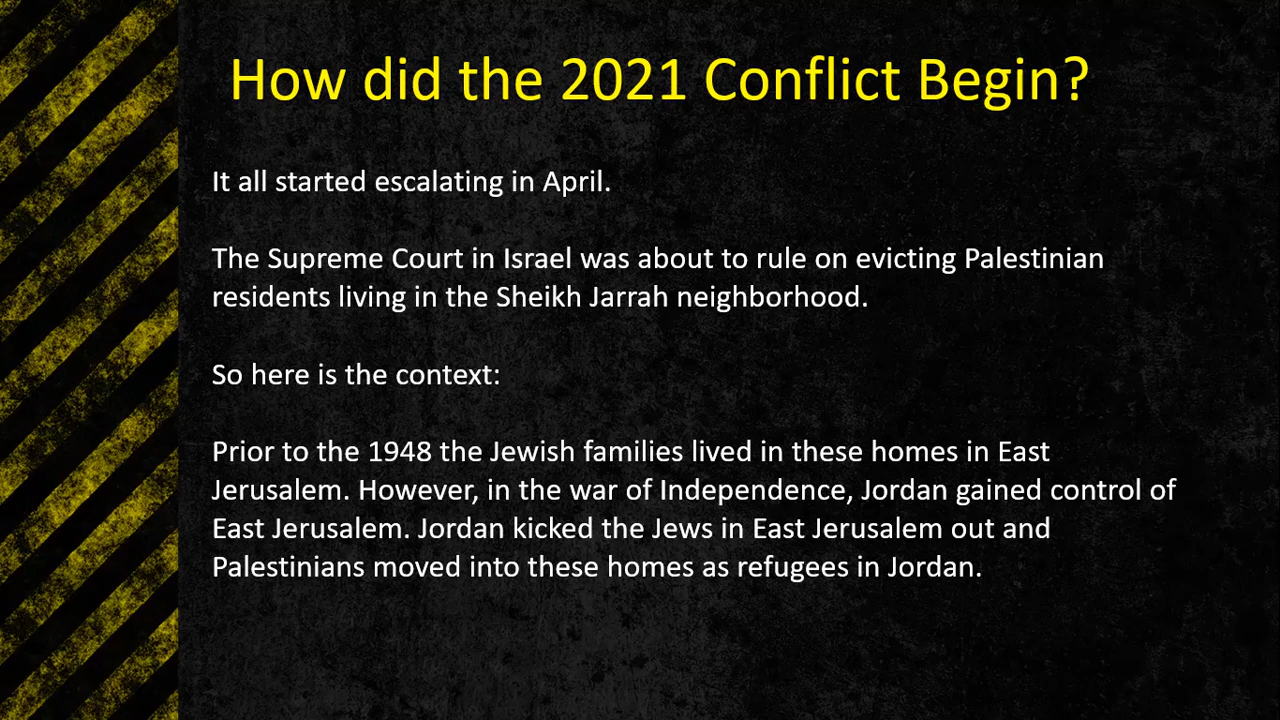 How did the 2021 Conflict Begin?
It all started escalating in April.
The Supreme Court in Israel was about to rule on evicting Palestinian
residents living in the Sheikh Jarrah neighborhood.
So here is the context:
Prior to the 1948 the Jewish families lived in these homes in East
Jerusalem. However, in the war of Independence, Jordan gained control of
East Jerusalem. Jordan kicked the Jews in East Jerusalem out and
Palestinians moved into these homes as refugees in Jordan.